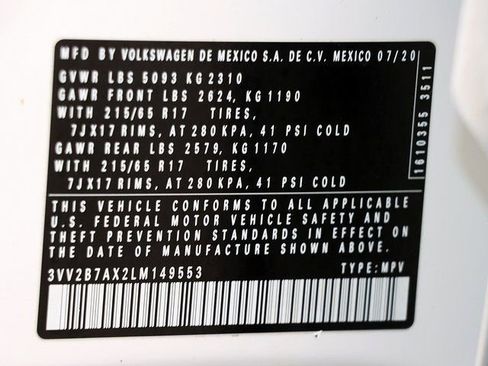 MFD BY VOLKSWAGEN DE MEXICO S.A. DE C.V. MEXICO 07/20
GVWR LBS 5093 KG 2310
GAWR FRONT LBS 2624, KG 1190
WITH 215/65 R17 TIRES,
7JX17 RIMS, AT 280 KPA, 41 PSI COLD
GAWR REAR LBS 2579, KG 1170
WITH 215/65 R17 TIRES,
7JX17 RIMS, AT 280 KPA, 41 PSI COLD
1610355 3511
THIS VEHICLE CONFORMS TO ALL APPLICABLE
U.S. FEDERAL MOTOR VEHICLE SAFETY AND
THEFT PREVENTION STANDARDS IN EFFECT ON
THE DATE OF MANUFACTURE SHOWN ABOVE.
3VV2B7AX2LM149553 TYPE: MPV